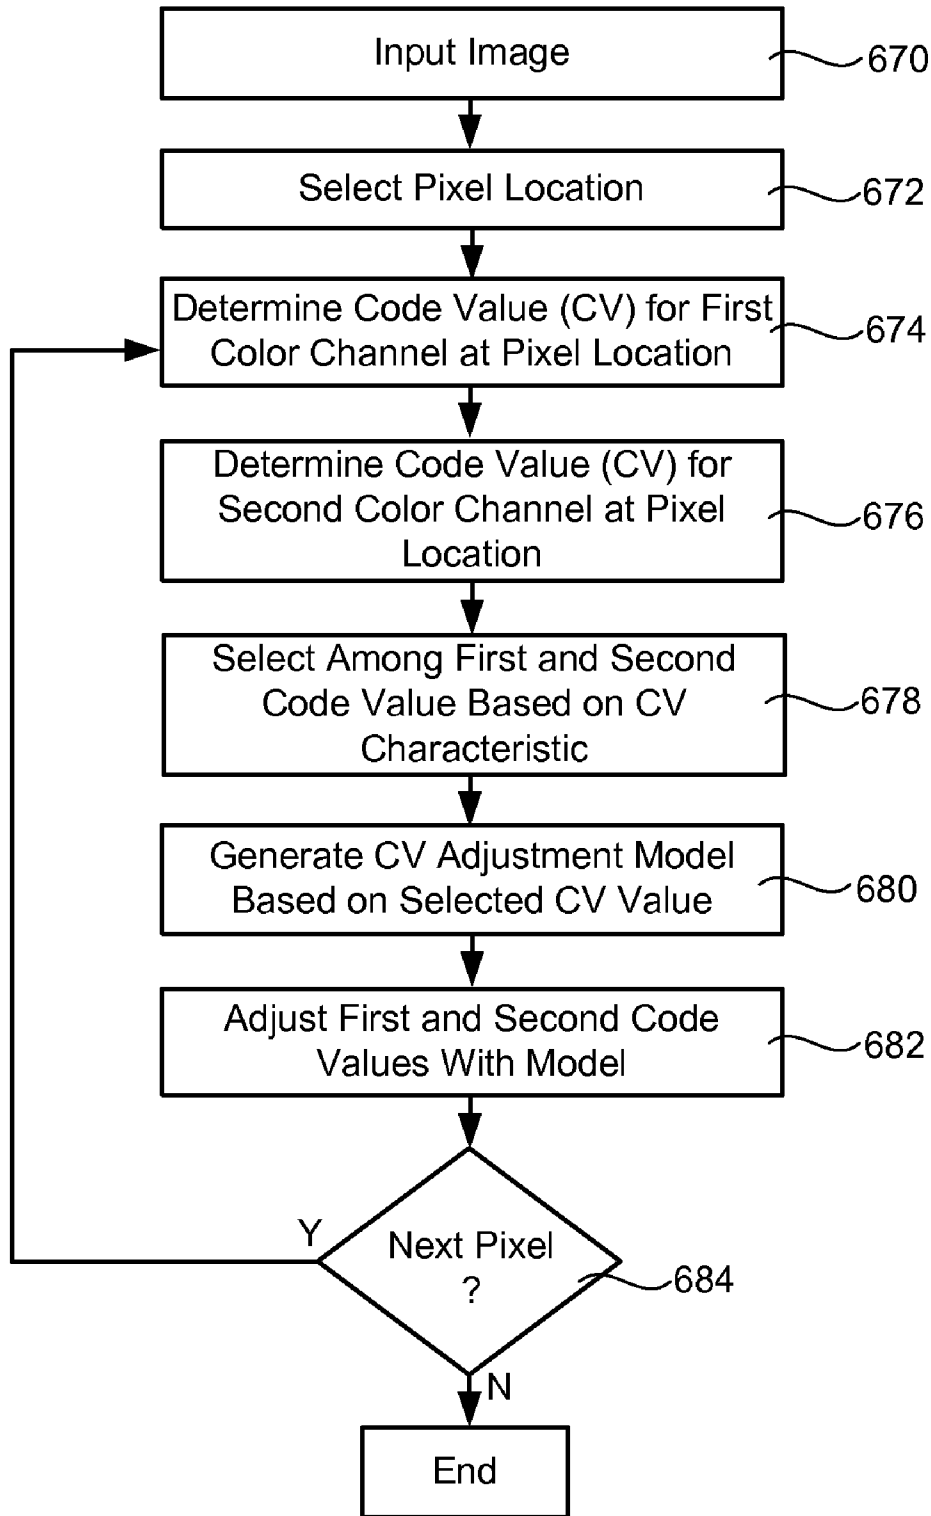 Input Image
670
Select Pixel Location
672
Determine Code Value (CV) for First
Color Channel at Pixel Location
674
Determine Code Value (CV) for
Second Color Channel at Pixel
Location
676
Select Among First and Second
Code Value Based on CV
Characteristic
678
Generate CV Adjustment Model
Based on Selected CV Value
680
Adjust First and Second Code
Values With Model
682
Y
Next Pixel
?
684
N
End